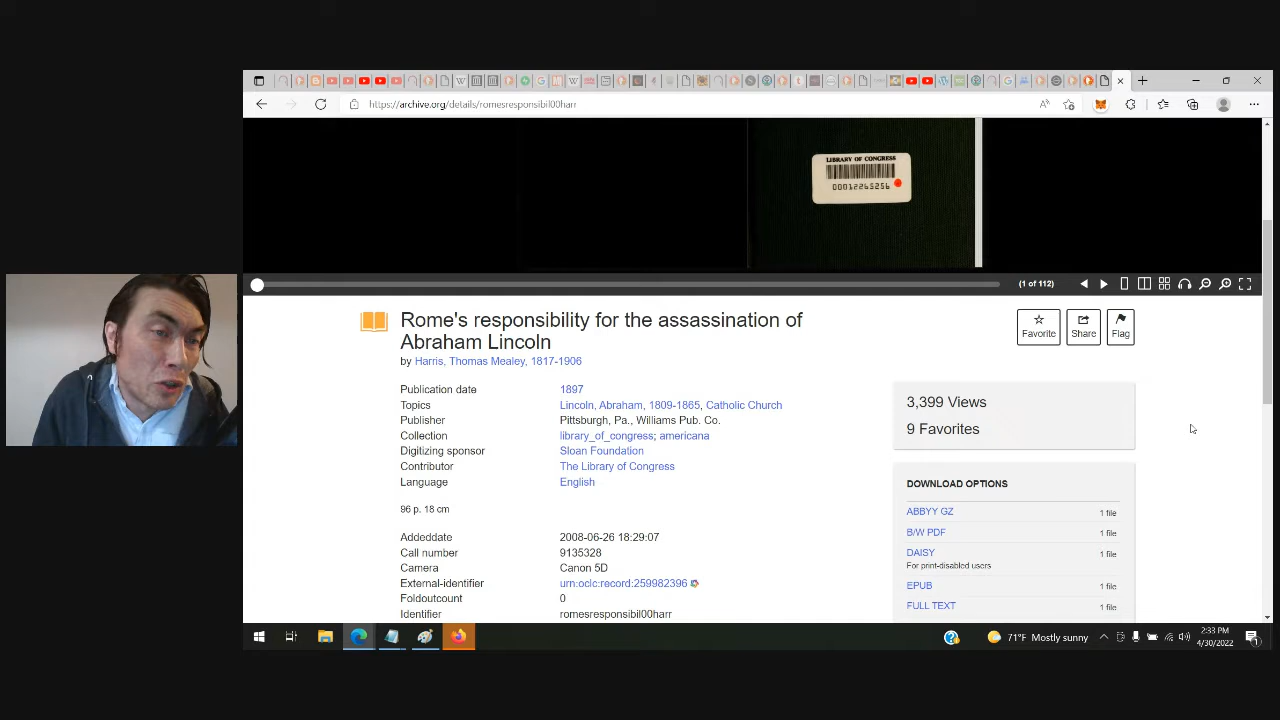 https://archive.org/details/romesresponsibil00harr
LIBRARY OF CONGRESS
00012265256
(1 of 112)
Rome's responsibility for the assassination of
Abraham Lincoln
by Harris, Thomas Mealey, 1817-1906
Favorite
Share
Flag
Publication date 1897
Topics Lincoln, Abraham, 1809-1865, Catholic Church
Publisher Pittsburgh, Pa., Williams Pub. Co.
Collection library_of_congress; americana
Digitizing sponsor Sloan Foundation
Contributor The Library of Congress
Language English
96 p. 18 cm
Addeddate 2008-06-26 18:29:07
Call number 9135328
Camera Canon 5D
External-identifier urn:oclc:record:259982396
Foldoutcount 0
Identifier romesresponsibil00harr
3,399 Views
9 Favorites
DOWNLOAD OPTIONS
ABBYY GZ 1 file
B/W PDF 1 file
DAISY 1 file
For print-disabled users
EPUB 1 file
FULL TEXT 1 file
71°F Mostly sunny
2:33 PM
4/30/2022